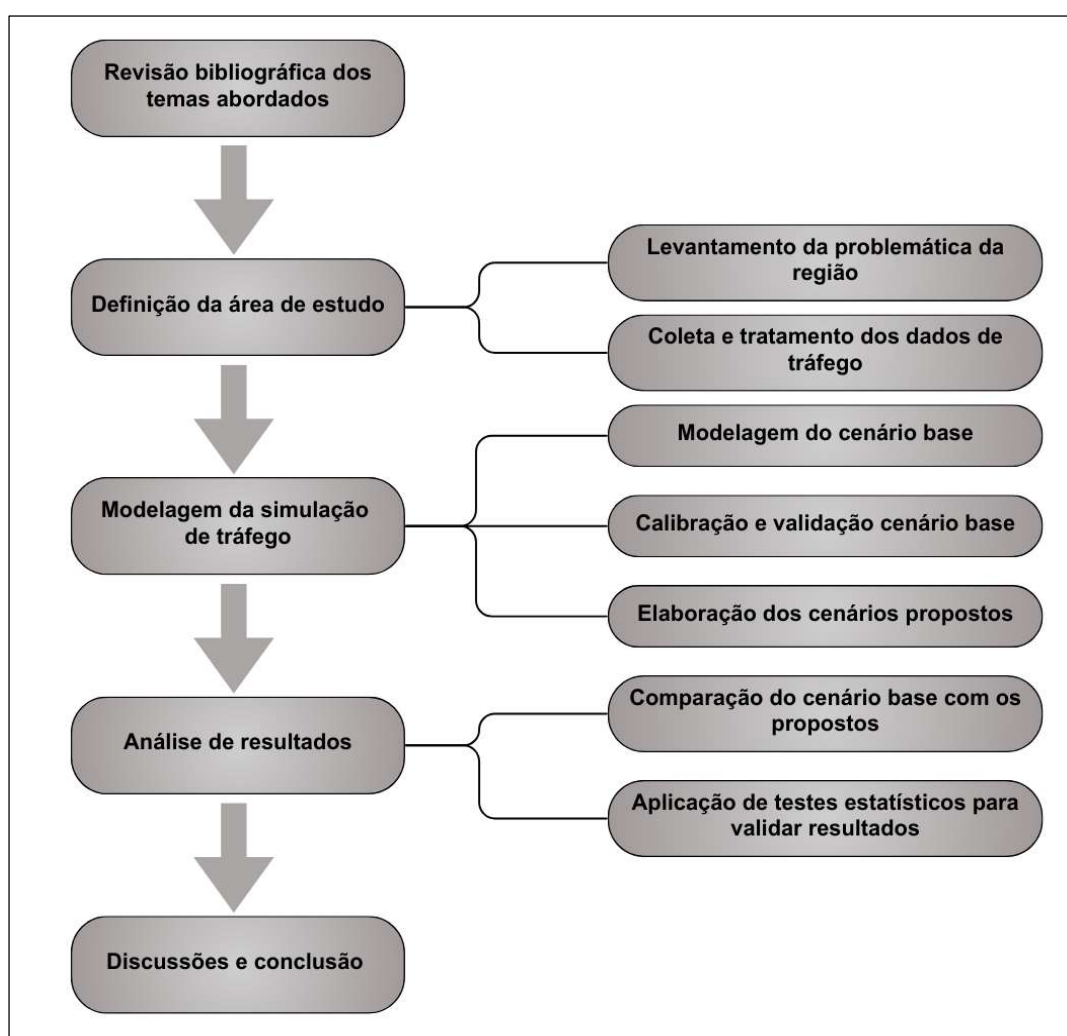 Revisão bibliográfica dos
temas abordados
Definição da área de estudo
Levantamento da problemática da
região
Coleta e tratamento dos dados de
tráfego
Modelagem da simulação
de tráfego
Modelagem do cenário base
Calibração e validação cenário base
Elaboração dos cenários propostos
Análise de resultados
Comparação do cenário base com os
propostos
Aplicação de testes estatísticos para
validar resultados
Discussões e conclusão